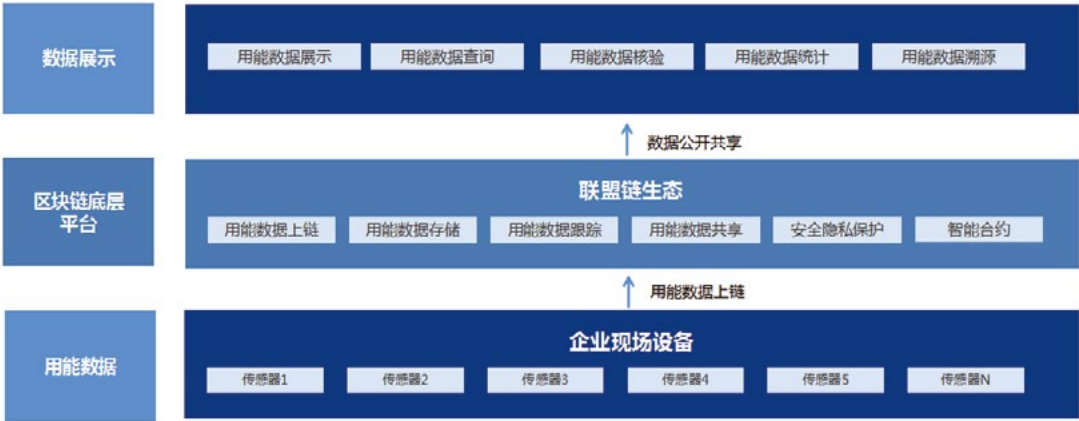 数据展示
用能数据展示
用能数据查询
用能数据核验
用能数据统计
用能数据溯源
数据公开共享
区块链底层
平台
联盟链生态
用能数据上链
用能数据存储
用能数据跟踪
用能数据共享
安全隐私保护
智能合约
用能数据上链
用能数据
企业现场设备
传感器1
传感器2
传感器3
传感器4
传感器5
传感器N